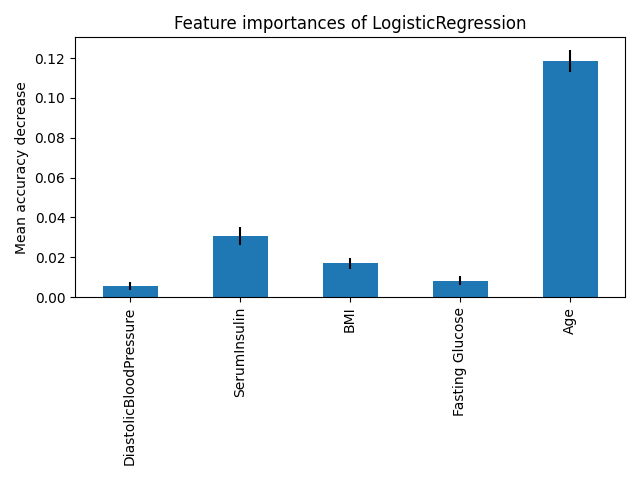 Feature importances of LogisticRegression
Mean accuracy decrease
0.12
0.10
0.08
0.06
0.04
0.02
0.00
DiastolicBloodPressure
SerumInsulin
BMI
Fasting Glucose
Age